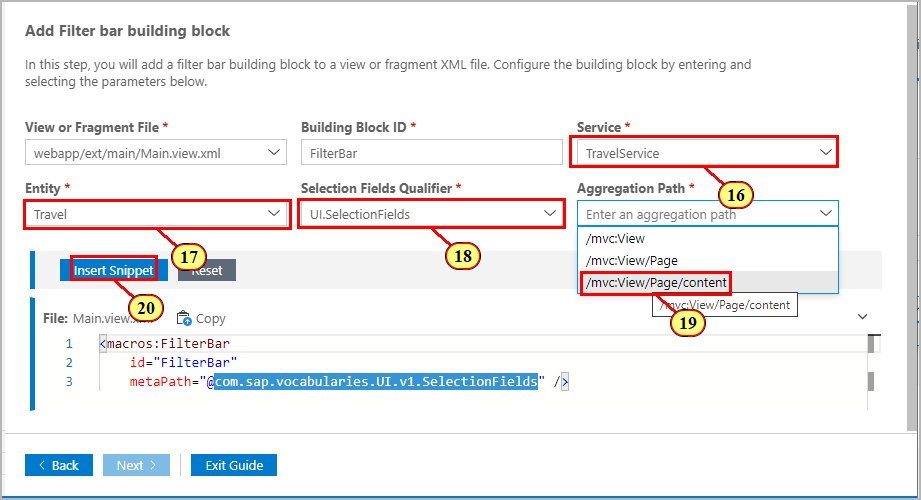 Add Filter bar building block
In this step, you will add a filter bar building block to a view or fragment XML file. Configure the building block by entering and
selecting the parameters below.
View or Fragment File * Building Block ID * Service *
webapp/ext/main/Main.view.xml FilterBar TravelService
16
Entity * Selection Fields Qualifier * Aggregation Path *
Travel UI.SelectionFields Enter an aggregation path
/mvc:View
17 18
/mvc:View/Page
Insert Snippet Reset
/mvc:View/Page/content
20 /mvc:View/Page/content
19
File: Main.view.xml Copy
1 <macros:FilterBar
2 id="FilterBar"
3 metaPath="@com.sap.vocabularies.UI.v1.SelectionFields" />
< Back Next > Exit Guide